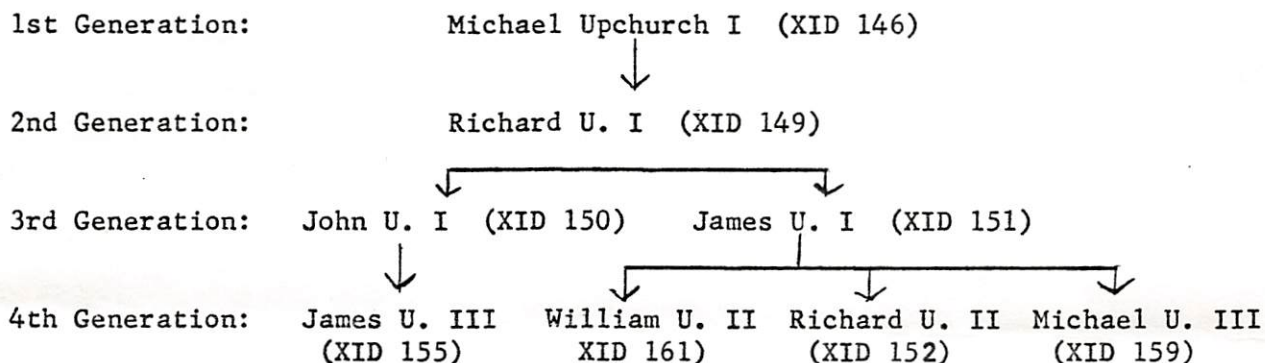 1st Generation: Michael Upchurch I (XID 146)
2nd Generation: Richard U. I (XID 149)
3rd Generation: John U. I (XID 150) James U. I (XID 151)
4th Generation: James U. III William U. II Richard U. II Michael U. III
(XID 155) XID 161) (XID 152) (XID 159)